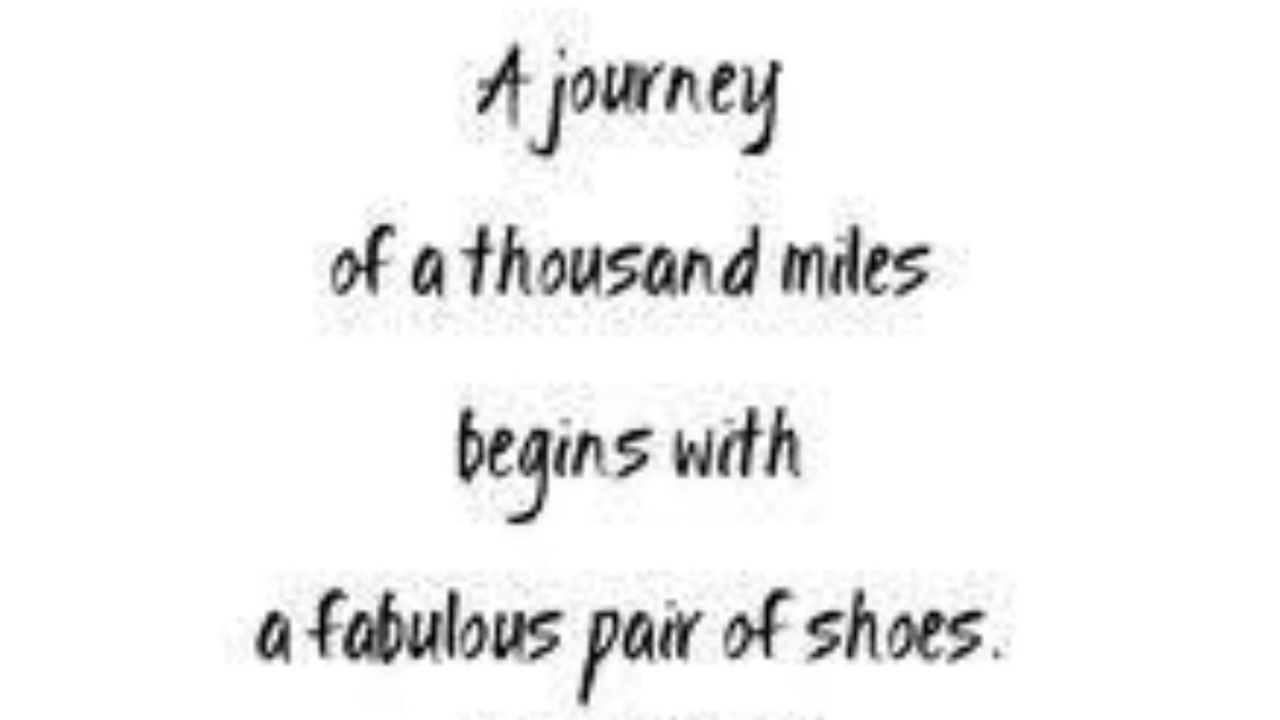 A journey
of a thousand miles
begins with
a fabulous pair of shoes.